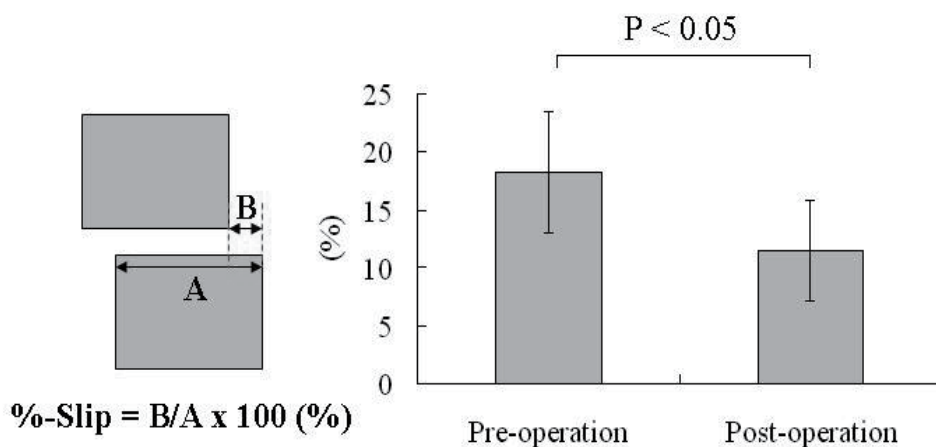 P < 0.05
B
A
%-Slip = B/A x 100 (%)
(%)
25
20
15
10
5
0
Pre-operation
Post-operation